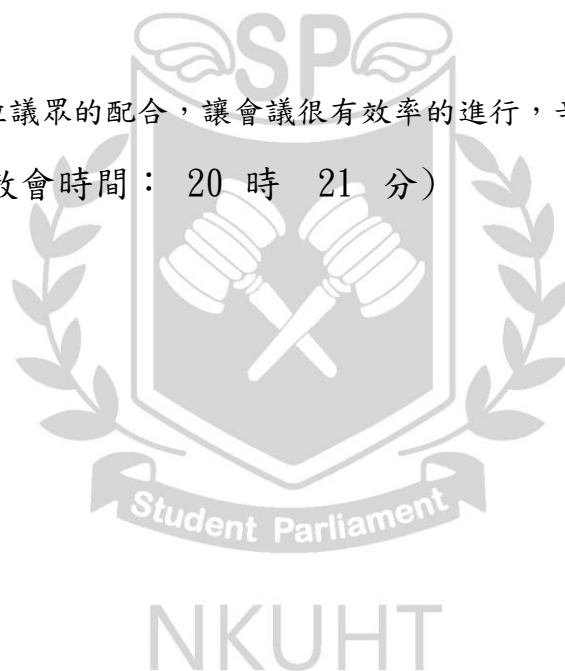 SP
議眾的配合，讓會議很有效率的進行，
會時間： 20 時 21 分)
Student Parliament
NKUHT